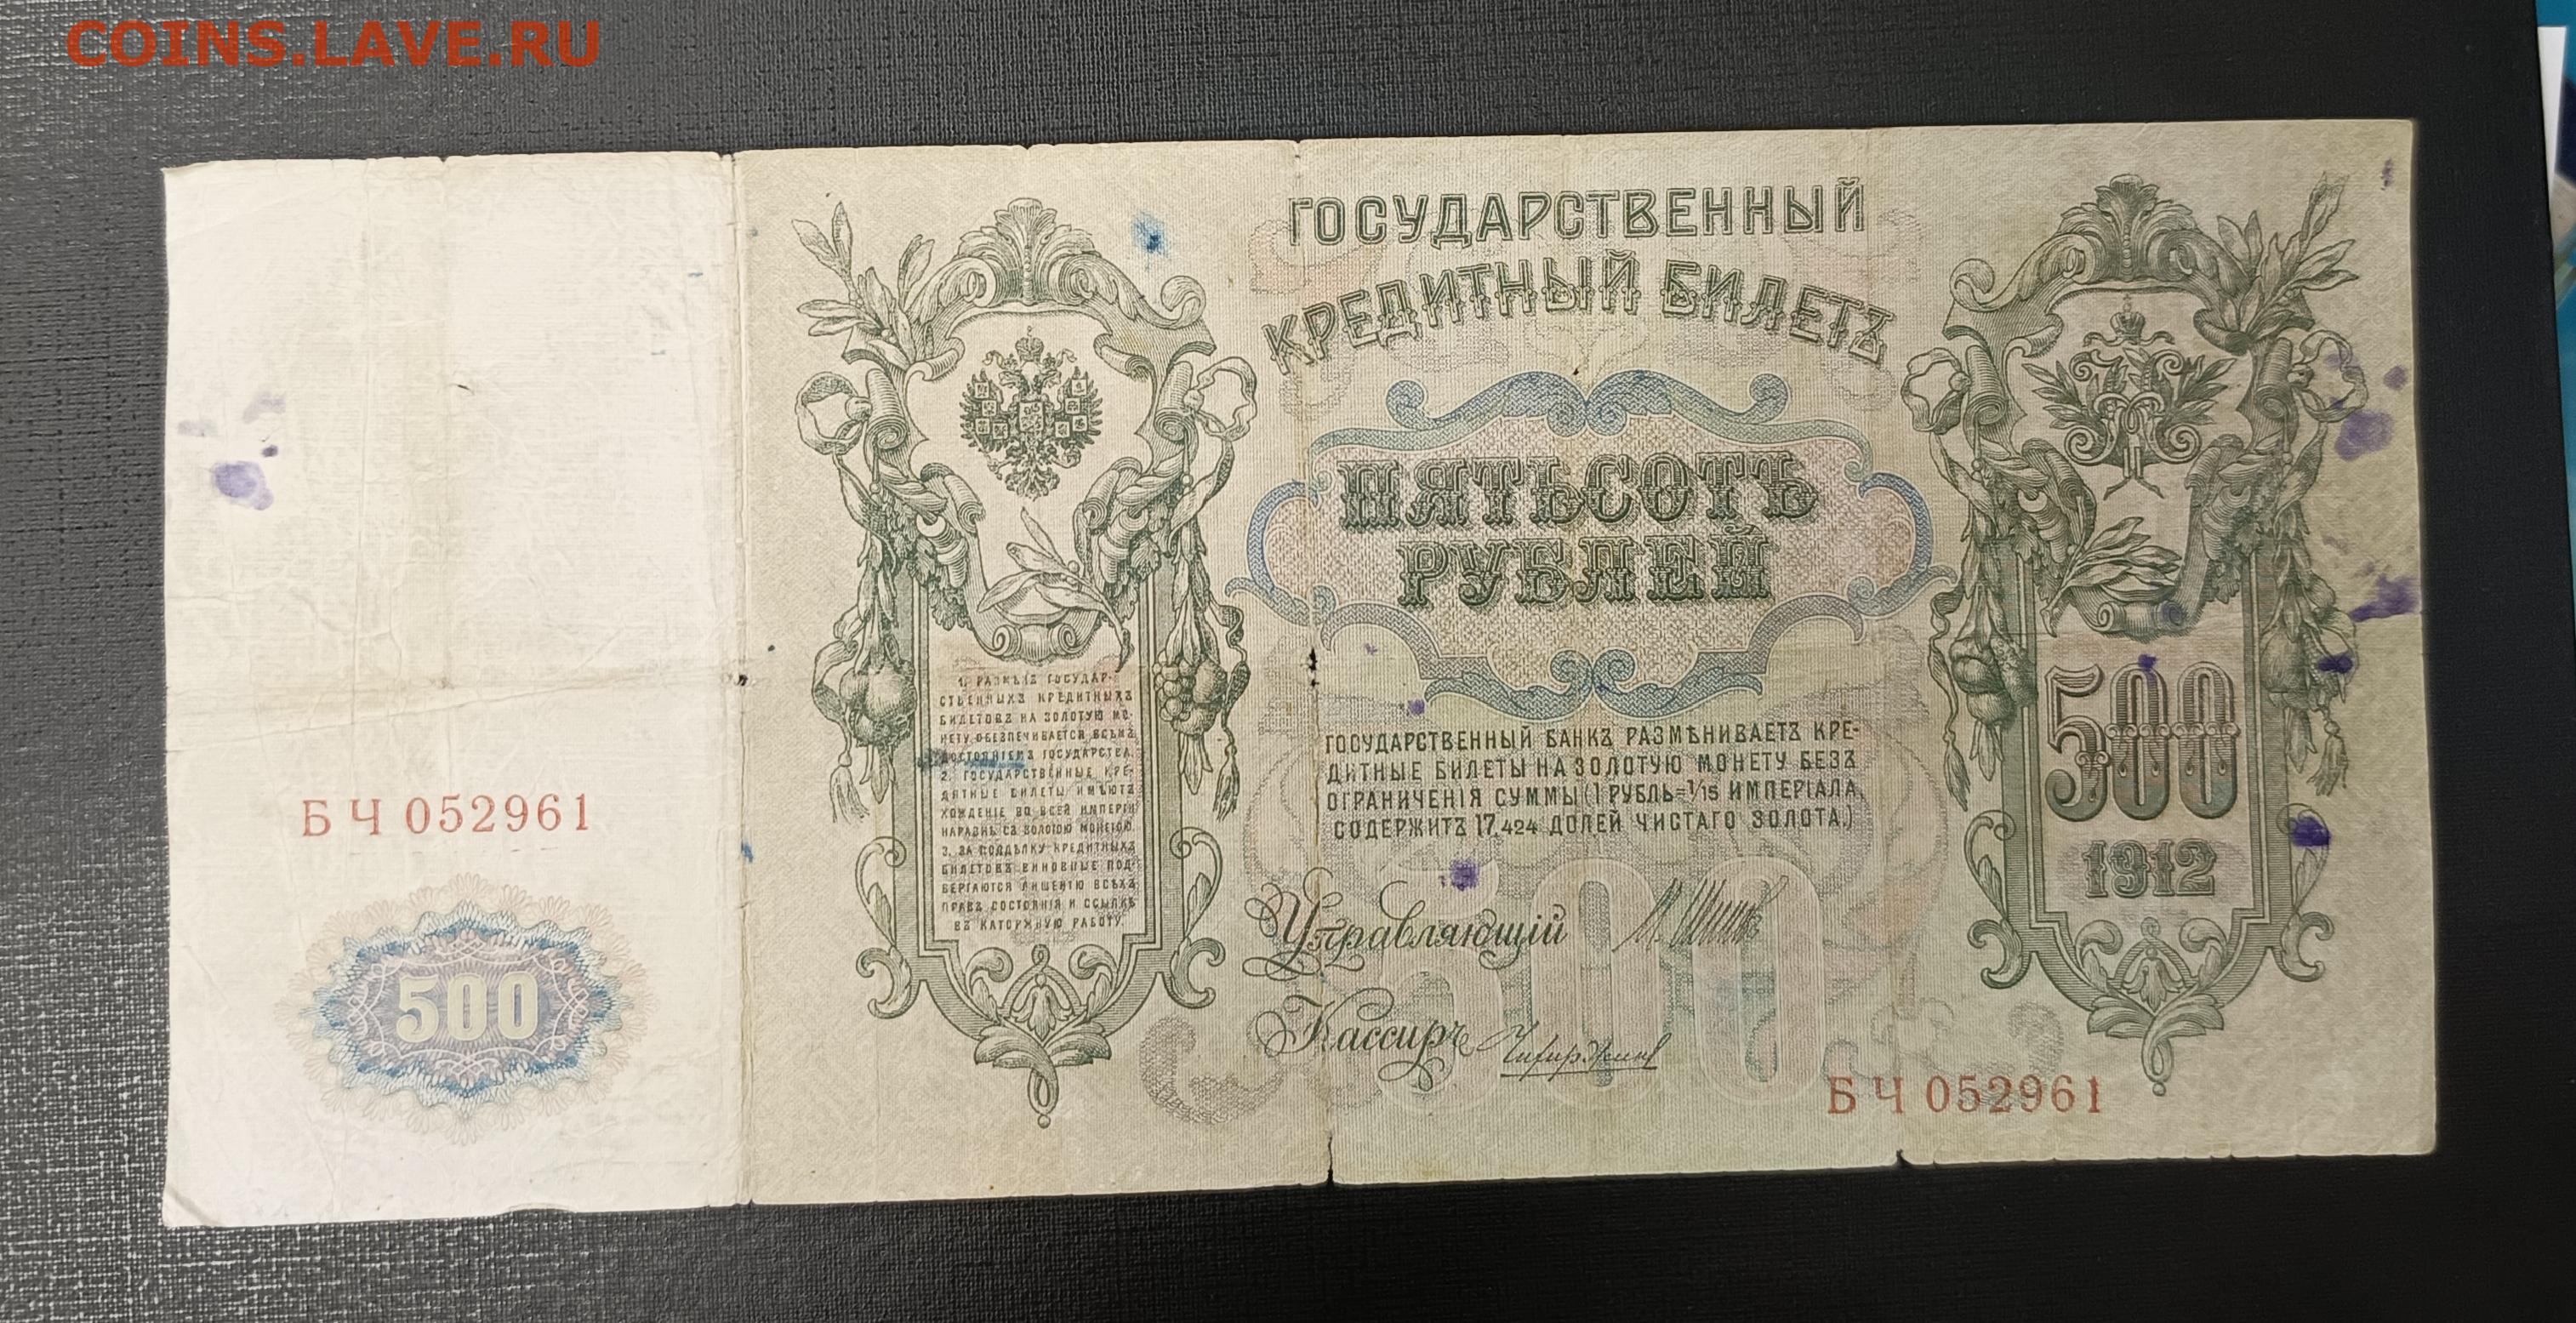 COINS.LAVE.RU
ГОСУДАРСТВЕННЫЙ
КРЕДИТНЫЙ БИЛЕТЪ
ПЯТЬСОТЪ
РУБЛЕЙ
1. РАЗМѢНЪ ГОСУДАР-
СТВЕННЫХЪ КРЕДИТНЫХЪ
БИЛЕТОВЪ НА ЗОЛОТУЮ МО-
НЕТУ ОБЕЗПЕЧИВАЕТСЯ ВСѢМЪ
ДОСТОЯНІЕМЪ ГОСУДАРСТВА.
2. ГОСУДАРСТВЕННЫЕ КРЕ-
ДИТНЫЕ БИЛЕТЫ ИМѢЮТЪ
ХОЖДЕНІЕ ВО ВСЕЙ ИМПЕРІИ
НАРАВНѢ СЪ ЗОЛОТОЮ МОНЕТОЮ.
3. ЗА ПОДДѢЛКУ КРЕДИТНЫХЪ
БИЛЕТОВЪ ВИНОВНЫЕ ПОД-
ВЕРГАЮТСЯ ЛИШЕНІЮ ВСѢХЪ
ПРАВЪ СОСТОЯНІЯ И ССЫЛКѢ
ВЪ КАТОРЖНУЮ РАБОТУ
ГОСУДАРСТВЕННЫЙ БАНКЪ РАЗМѢНИВАЕТЪ КРЕ-
ДИТНЫЕ БИЛЕТЫ НА ЗОЛОТУЮ МОНЕТУ БЕЗЪ
ОГРАНИЧЕНІЯ СУММЫ (1 РУБЛЬ=1/15 ИМПЕРІАЛА,
СОДЕРЖИТЪ 17,424 ДОЛЕЙ ЧИСТАГО ЗОЛОТА.)
500
1912
БЧ 052961
500
Управляющій
Кассиръ
500
БЧ 052961